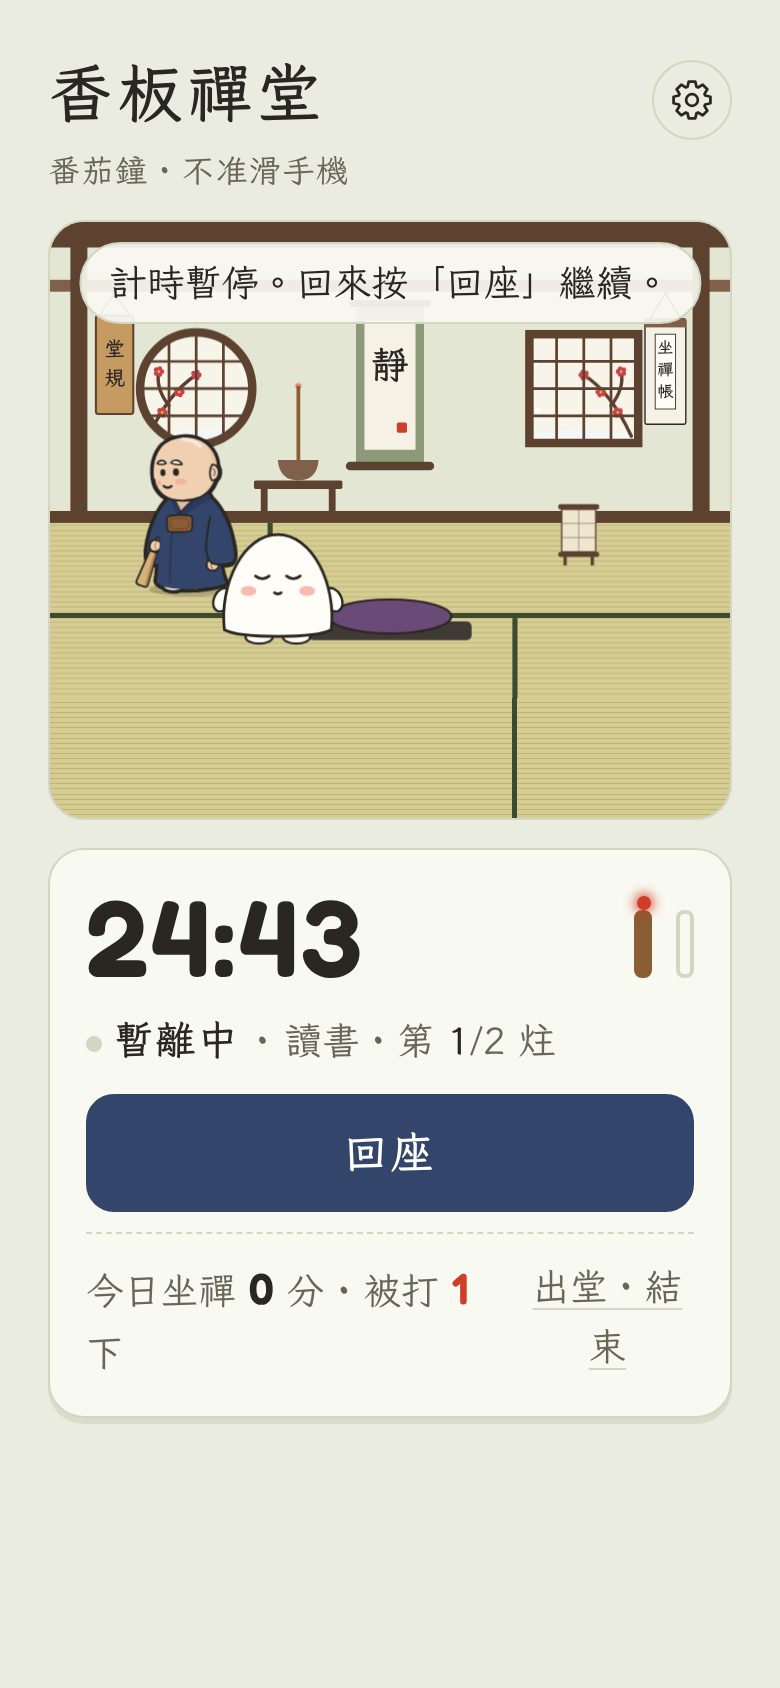 香板禪堂
番茄鐘・不准滑手機
計時暫停。回來按「回座」繼續。
堂規
靜
坐禪帳
24:43
暫離中・讀書・第 1/2 炷
回座
今日坐禪 0 分・被打 1
下
出堂・結
束